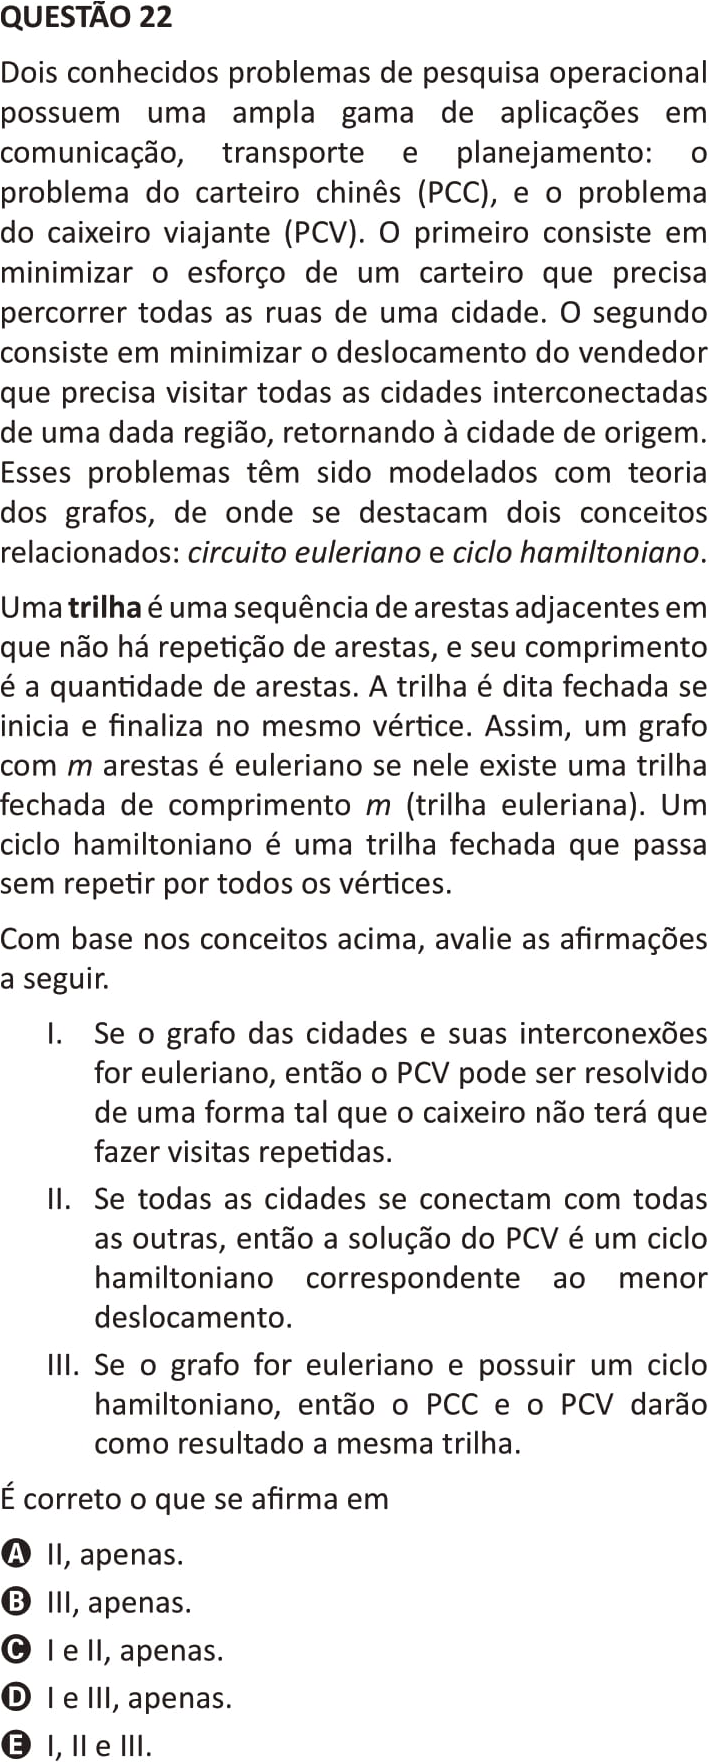 QUESTÃO 22
Dois conhecidos problemas de pesquisa operacional
possuem uma ampla gama de aplicações em
comunicação, transporte e planejamento: o
problema do carteiro chinês (PCC), e o problema
do caixeiro viajante (PCV). O primeiro consiste em
minimizar o esforço de um carteiro que precisa
percorrer todas as ruas de uma cidade. O segundo
consiste em minimizar o deslocamento do vendedor
que precisa visitar todas as cidades interconectadas
de uma dada região, retornando à cidade de origem.
Esses problemas têm sido modelados com teoria
dos grafos, de onde se destacam dois conceitos
relacionados: circuito euleriano e ciclo hamiltoniano.
Uma trilha é uma sequência de arestas adjacentes em
que não há repetição de arestas, e seu comprimento
é a quantidade de arestas. A trilha é dita fechada se
inicia e finaliza no mesmo vértice. Assim, um grafo
com m arestas é euleriano se nele existe uma trilha
fechada de comprimento m (trilha euleriana). Um
ciclo hamiltoniano é uma trilha fechada que passa
sem repetir por todos os vértices.
Com base nos conceitos acima, avalie as afirmações
a seguir.
I. Se o grafo das cidades e suas interconexões
for euleriano, então o PCV pode ser resolvido
de uma forma tal que o caixeiro não terá que
fazer visitas repetidas.
II. Se todas as cidades se conectam com todas
as outras, então a solução do PCV é um ciclo
hamiltoniano correspondente ao menor
deslocamento.
III. Se o grafo for euleriano e possuir um ciclo
hamiltoniano, então o PCC e o PCV darão
como resultado a mesma trilha.
É correto o que se afirma em
A II, apenas.
B III, apenas.
C I e II, apenas.
D I e III, apenas.
E I, II e III.